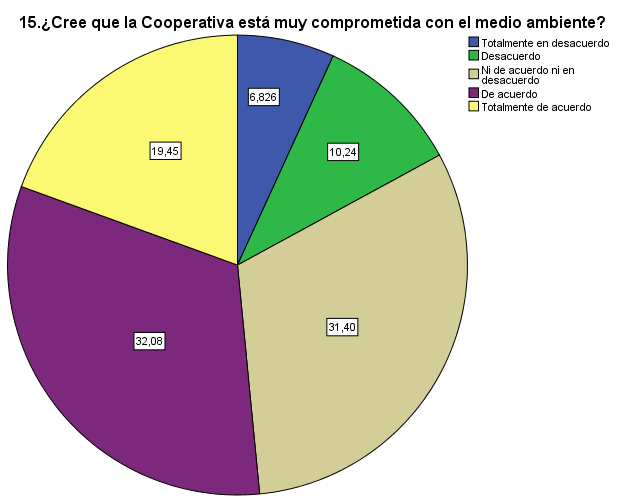 15.¿Cree que la Cooperativa está muy comprometida con el medio ambiente?
Totalmente en desacuerdo
Desacuerdo
Ni de acuerdo ni en
desacuerdo
De acuerdo
Totalmente de acuerdo
6,826
10,24
19,45
31,40
32,08